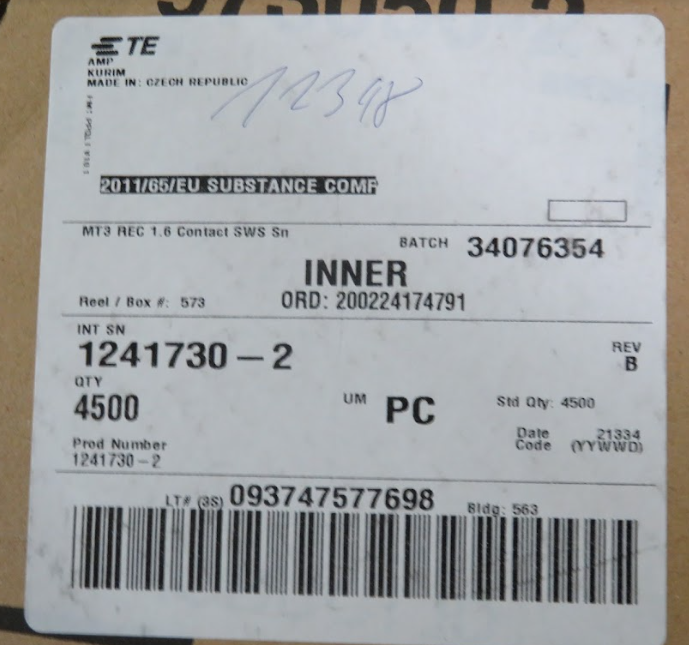 TE
AMP
KURIM
MADE IN: CZECH REPUBLIC
12348
2011/65/EU SUBSTANCE COMP
MT3 REC 1.6 Contact SWS Sn
BATCH 34076354
INNER
Reel / Box #: 573 ORD: 200224174791
INT SN
1241730-2
REV
B
QTY
4500
UM PC
Std Qty: 4500
Date Code 21334 (YYWWD)
Prod Number
1241730-2
LT# (3S) 093747577698 Bldg: 563